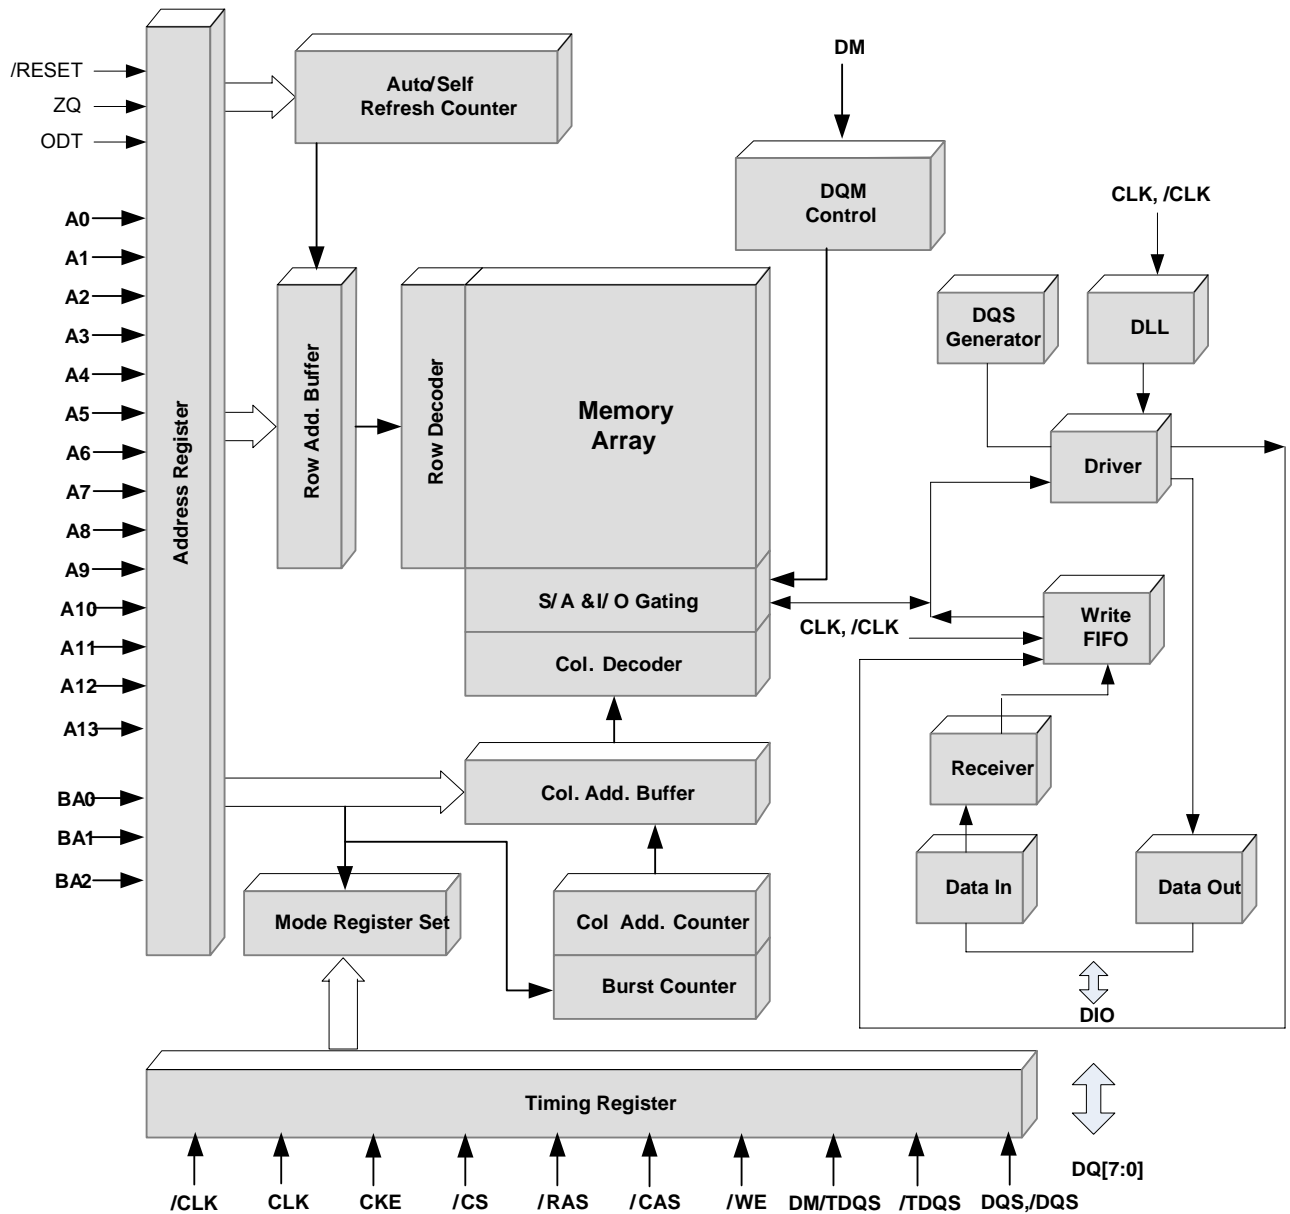 /RESET
ZQ
ODT
A0
A1
A2
A3
A4
A5
A6
A7
A8
A9
A10
A11
A12
A13
BA0
BA1
BA2
Address Register
Auto/Self
Refresh Counter
DM
DQM
Control
CLK, /CLK
DQS
Generator
DLL
Row Add. Buffer
Row Decoder
Memory
Array
Driver
S/ A & I/ O Gating
CLK, /CLK
Write
FIFO
Col. Decoder
Receiver
Col. Add. Buffer
Data In
Data Out
Mode Register Set
Col Add. Counter
Burst Counter
DIO
Timing Register
DQ[7:0]
/CLK
CLK
CKE
/CS
/RAS
/CAS
/WE
DM/TDQS
/TDQS
DQS,/DQS